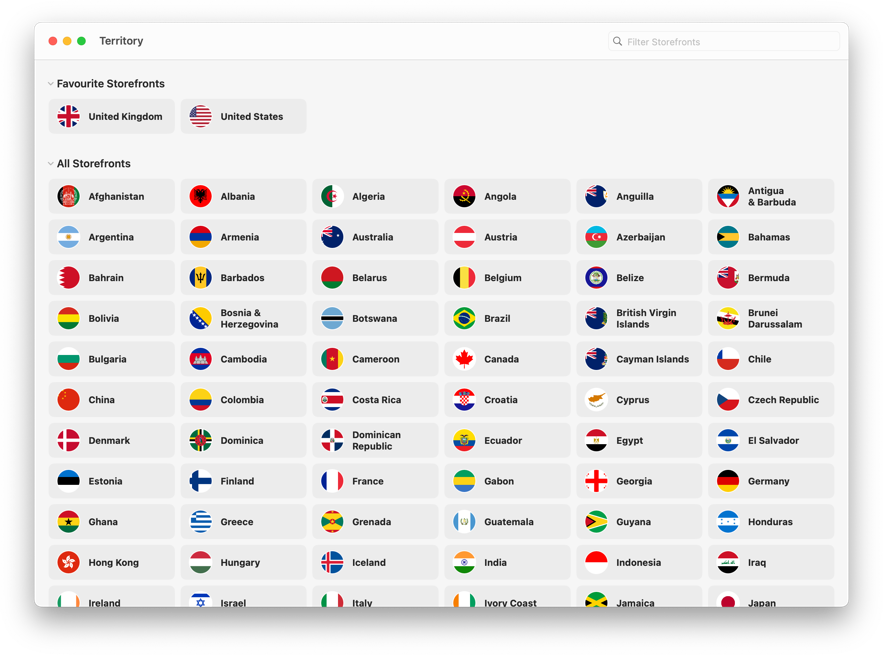 Territory
Filter Storefronts
Favourite Storefronts
United Kingdom
United States
All Storefronts
Afghanistan
Albania
Algeria
Angola
Anguilla
Antigua
& Barbuda
Argentina
Armenia
Australia
Austria
Azerbaijan
Bahamas
Bahrain
Barbados
Belarus
Belgium
Belize
Bermuda
Bolivia
Bosnia &
Herzegovina
Botswana
Brazil
British Virgin
Islands
Brunei
Darussalam
Bulgaria
Cambodia
Cameroon
Canada
Cayman Islands
Chile
China
Colombia
Costa Rica
Croatia
Cyprus
Czech Republic
Denmark
Dominica
Dominican
Republic
Ecuador
Egypt
El Salvador
Estonia
Finland
France
Gabon
Georgia
Germany
Ghana
Greece
Grenada
Guatemala
Guyana
Honduras
Hong Kong
Hungary
Iceland
India
Indonesia
Iraq
Ireland
Israel
Italy
Ivory Coast
Jamaica
Japan